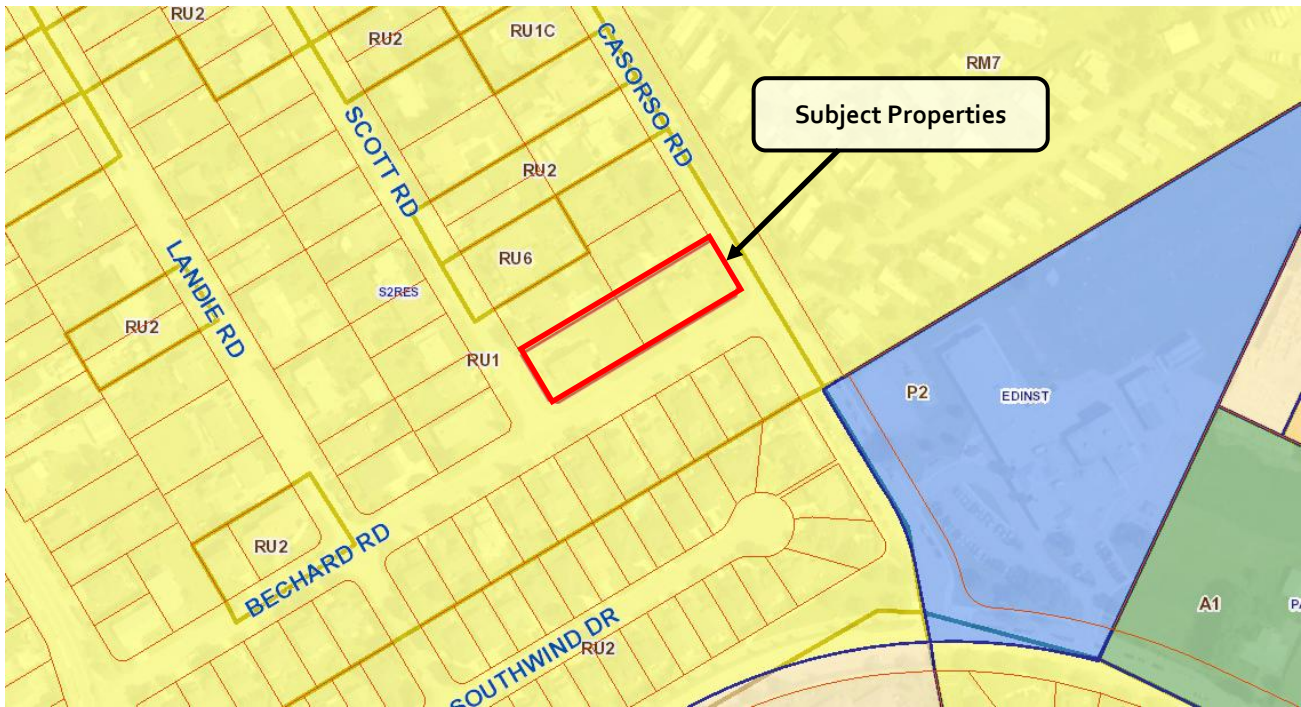 RU2
RU2
RU1C
CASORSO RD
RM7
Subject Properties
SCOTT RD
RU2
LANDIE RD
RU6
S2RES
RU2
RU1
P2
EDINST
RU2
BECHARD RD
A1
SOUTHWIND DR
RU2